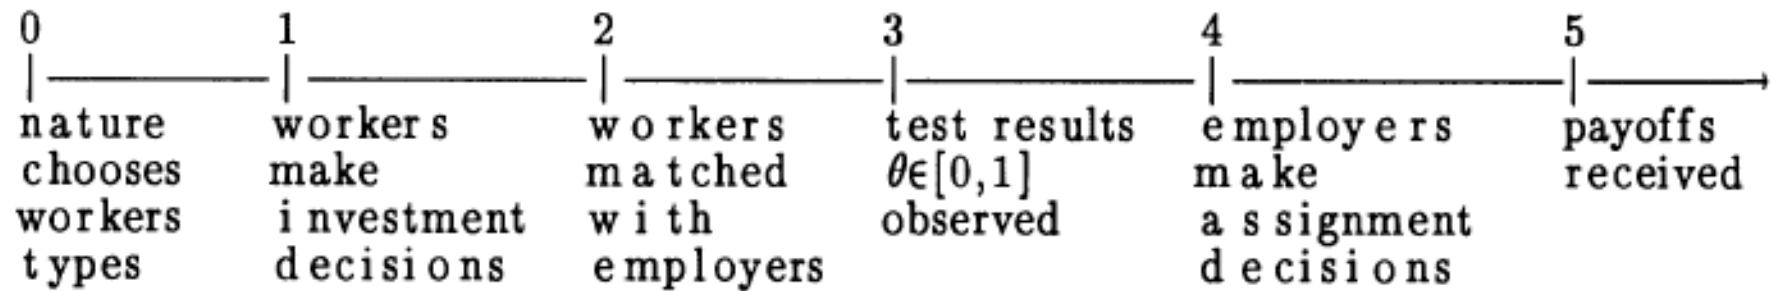 0 1 2 3 4 5
nature workers workers test results employers payoffs
chooses make matched θ∈[0,1] make received
workers investment with observed assignment
types decisions employers decisions